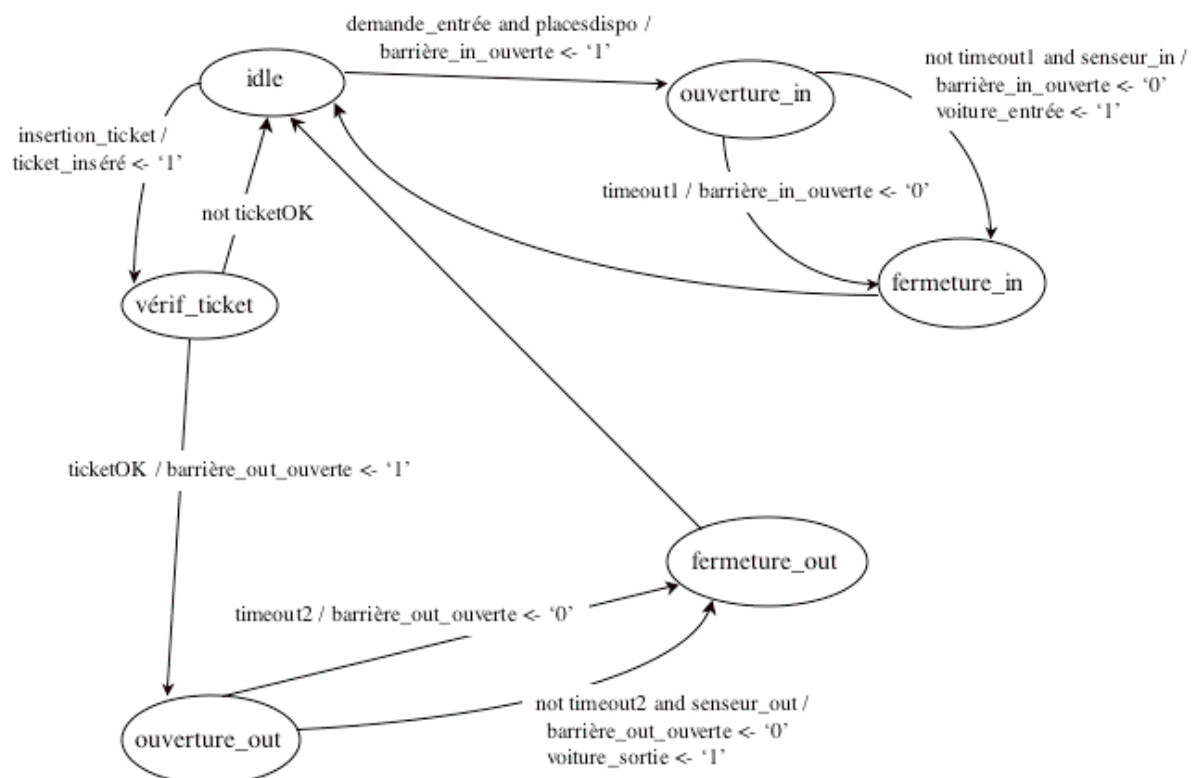 demande_entrée and placesdispo /
barrière_in_ouverte <- ‘1’
idle
ouverture_in
not timeout1 and senseur_in /
barrière_in_ouverte <- ‘0’
voiture_entrée <- ‘1’
insertion_ticket /
ticket_inséré <- ‘1’
timeout1 / barrière_in_ouverte <- ‘0’
not ticketOK
fermeture_in
vérif_ticket
ticketOK / barrière_out_ouverte <- ‘1’
fermeture_out
timeout2 / barrière_out_ouverte <- ‘0’
not timeout2 and senseur_out /
barrière_out_ouverte <- ‘0’
voiture_sortie <- ‘1’
ouverture_out